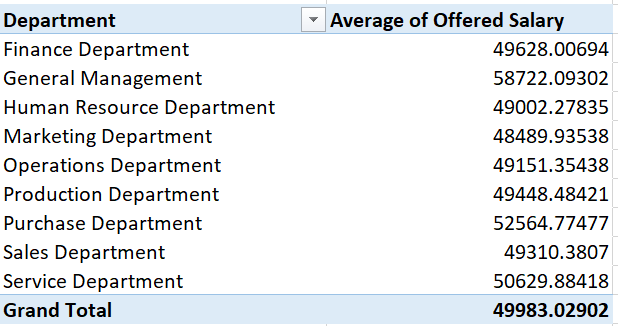 Department Average of Offered Salary
Finance Department 49628.00694
General Management 58722.09302
Human Resource Department 49002.27835
Marketing Department 48489.93538
Operations Department 49151.35438
Production Department 49448.48421
Purchase Department 52564.77477
Sales Department 49310.3807
Service Department 50629.88418
Grand Total 49983.02902